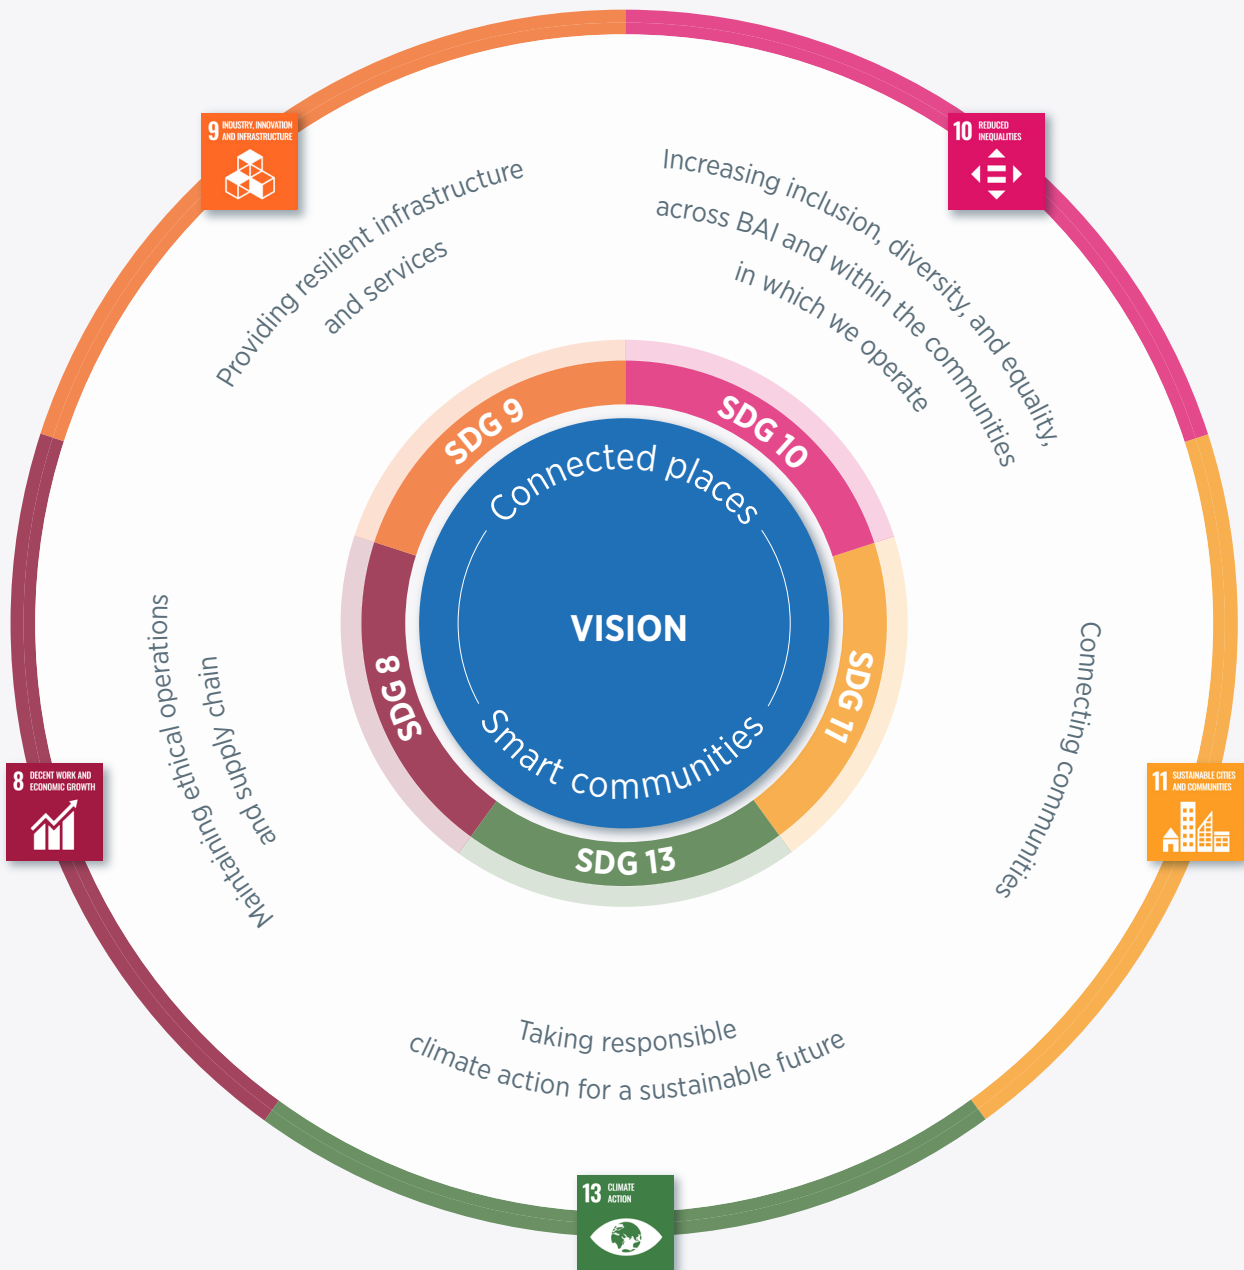 9 INDUSTRY, INNOVATION
AND INFRASTRUCTURE
10 REDUCED
INEQUALITIES
Providing resilient infrastructure
and services
Increasing inclusion, diversity, and equality,
across BAI and within the communities
in which we operate
SDG 9
SDG 10
Connected places
VISION
Smart communities
SDG 8
SDG 11
SDG 13
Maintaining ethical operations
and supply chain
Connecting communities
8 DECENT WORK AND
ECONOMIC GROWTH
11 SUSTAINABLE CITIES
AND COMMUNITIES
Taking responsible
climate action for a sustainable future
13 CLIMATE
ACTION